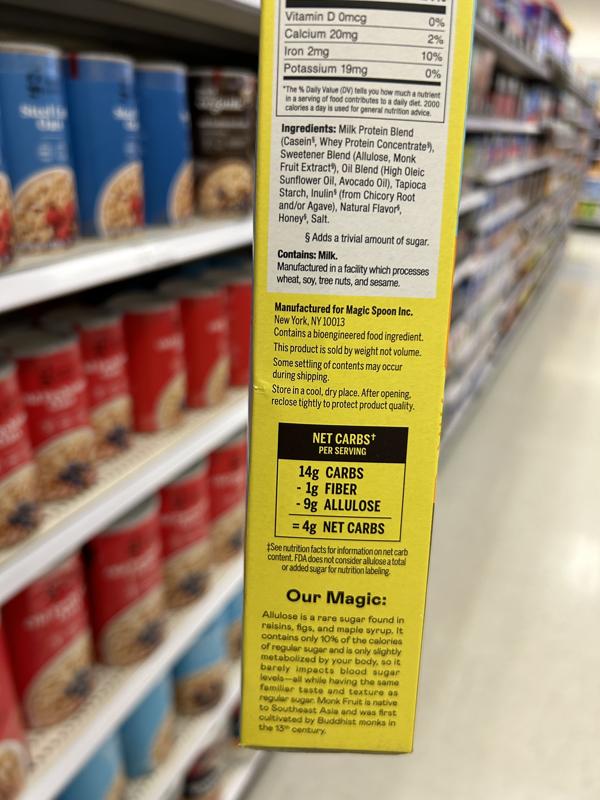 Vitamin D 0mcg 0%
Calcium 20mg 2%
Iron 2mg 10%
Potassium 19mg 0%
*The % Daily Value (DV) tells you how much a nutrient
in a serving of food contributes to a daily diet. 2000
calories a day is used for general nutrition advice.
Ingredients: Milk Protein Blend
(Casein§, Whey Protein Concentrate§),
Sweetener Blend (Allulose, Monk
Fruit Extract§), Oil Blend (High Oleic
Sunflower Oil, Avocado Oil), Tapioca
Starch, Inulin§ (from Chicory Root
and/or Agave), Natural Flavor§,
Honey§, Salt.
§ Adds a trivial amount of sugar.
Contains: Milk.
Manufactured in a facility which processes
wheat, soy, tree nuts, and sesame.
Manufactured for Magic Spoon Inc.
New York, NY 10013
Contains a bioengineered food ingredient.
This product is sold by weight not volume.
Some settling of contents may occur
during shipping.
Store in a cool, dry place. After opening,
reclose tightly to protect product quality.
NET CARBS†
PER SERVING
14g CARBS
- 1g FIBER
- 9g ALLULOSE
= 4g NET CARBS
‡See nutrition facts for information on net carb
content. FDA does not consider allulose a total
or added sugar for nutrition labeling.
Our Magic:
Allulose is a rare sugar found in
raisins, figs, and maple syrup. It
contains only 10% of the calories
of regular sugar and is only slightly
metabolized by your body, so it
barely impacts blood sugar
levels—all while having the same
familiar taste and texture as
regular sugar. Monk Fruit is native
to Southeast Asia and was first
cultivated by Buddhist monks in
the 13th century.